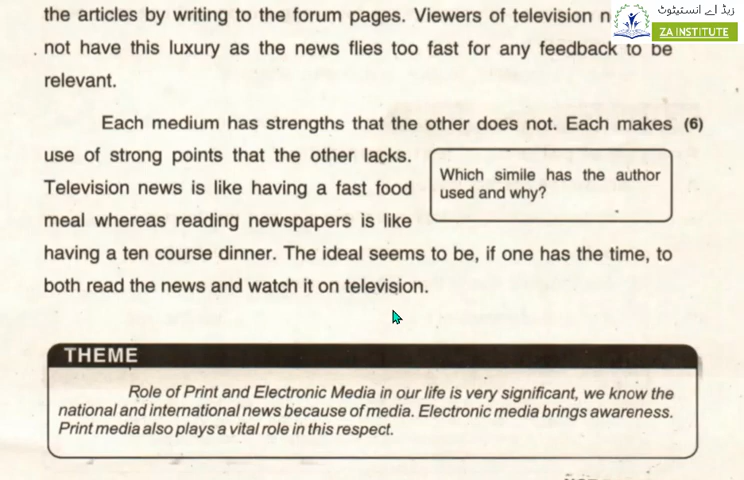 the articles by writing to the forum pages. Viewers of television
زیڈ اے انسٹیٹوٹ
ZA INSTITUTE
not have this luxury as the news flies too fast for any feedback to be
relevant.
Each medium has strengths that the other does not. Each makes (6)
use of strong points that the other lacks.
Television news is like having a fast food
meal whereas reading newspapers is like
Which simile has the author
used and why?
having a ten course dinner. The ideal seems to be, if one has the time, to
both read the news and watch it on television.
THEME
Role of Print and Electronic Media in our life is very significant, we know the
national and international news because of media. Electronic media brings awareness.
Print media also plays a vital role in this respect.